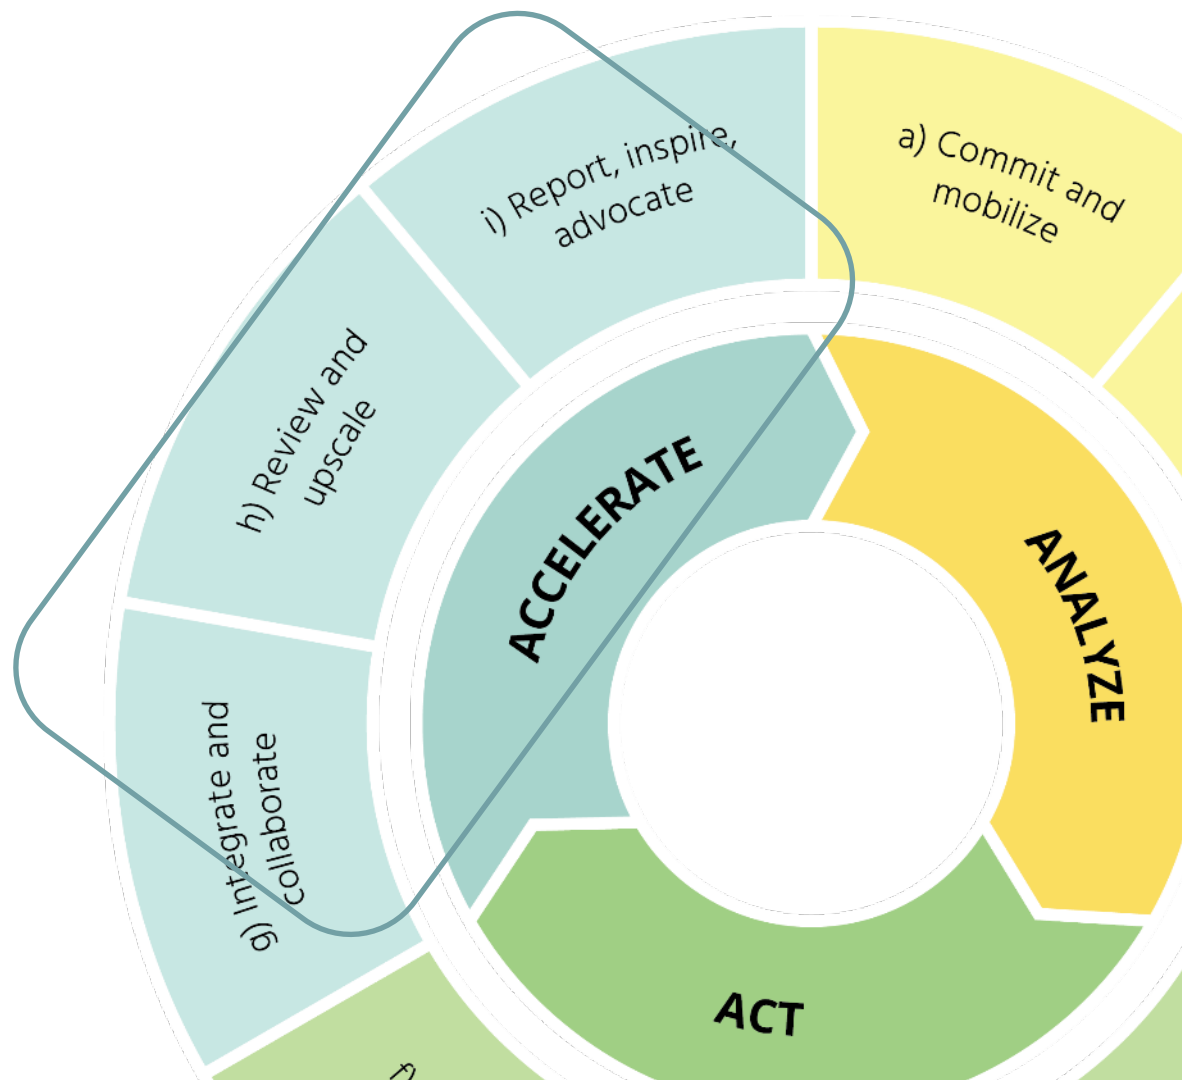 a) Commit and
mobilize
i) Report, inspire,
advocate
h) Review and
upscale
g) Integrate and
collaborate
f)
ACCELERATE
ANALYZE
ACT